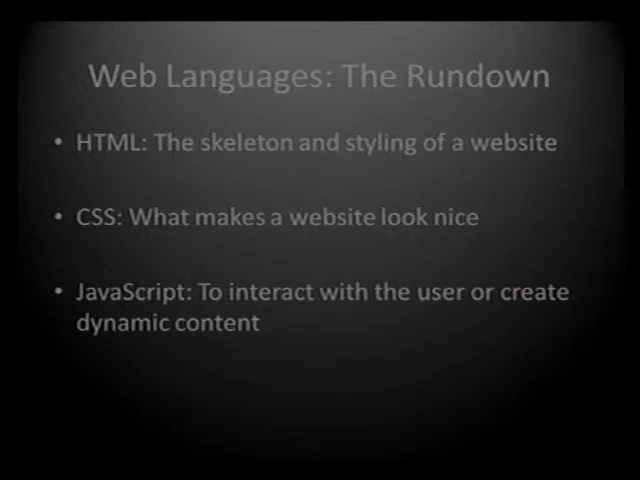 Web Languages: The Rundown
• HTML: The skeleton and styling of a website
• CSS: What makes a website look nice
• JavaScript: To interact with the user or create
dynamic content